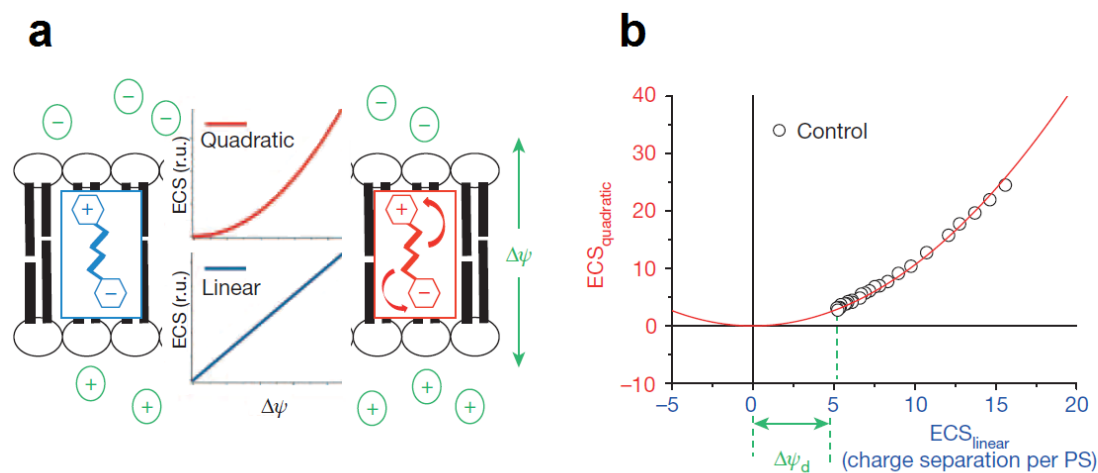 a
b
Quadratic
ECS (r.u.)
Linear
ECS (r.u.)
Δψ
Δψ
+
−
+
−
−
−
−
−
−
+
+
+
+
Control
ECSquadratic
40
30
20
10
0
−10
−5
0
5
10
15
20
Δψd
ECSlinear
(charge separation per PS)